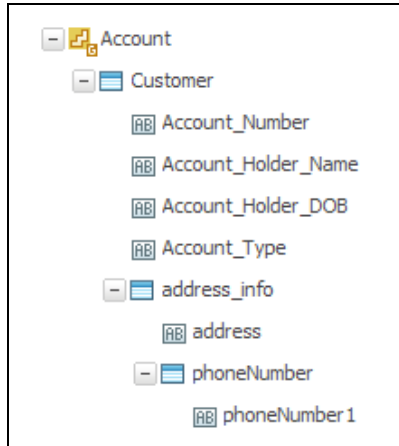 Account
Customer
Account_Number
Account_Holder_Name
Account_Holder_DOB
Account_Type
address_info
address
phoneNumber
phoneNumber1